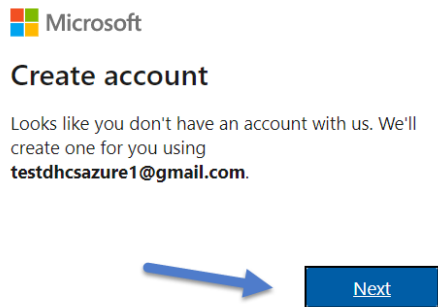 Microsoft
Create account
Looks like you don't have an account with us. We'll
create one for you using
testdhcsazure1@gmail.com.
Next